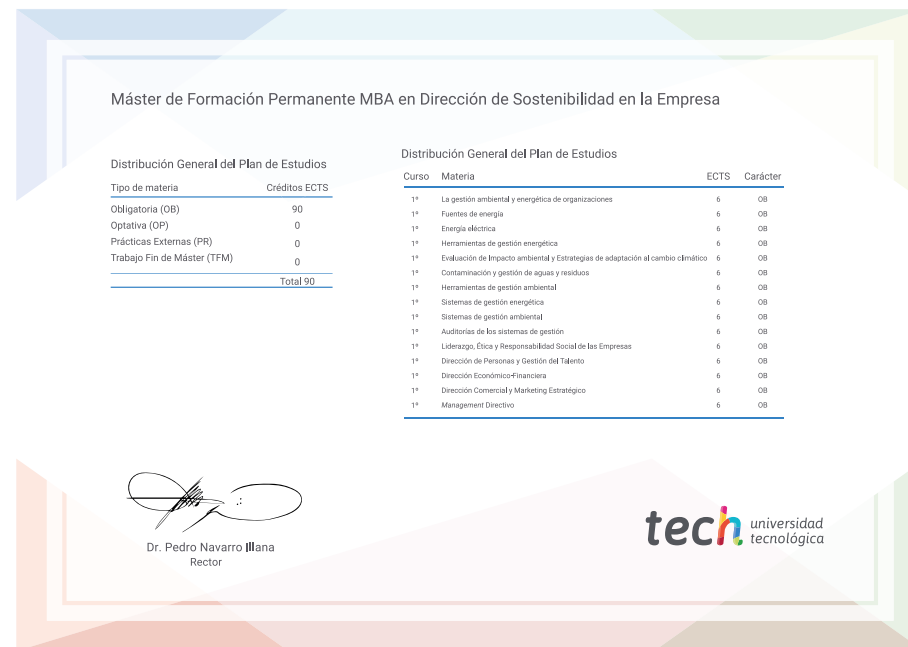 Máster de Formación Permanente MBA en Dirección de Sostenibilidad en la Empresa
Distribución General del Plan de Estudios
Tipo de materia Créditos ECTS
Obligatoria (OB) 90
Optativa (OP) 0
Prácticas Externas (PR) 0
Trabajo Fin de Máster (TFM) 0
Total 90
Distribución General del Plan de Estudios
Curso Materia ECTS Carácter
1º La gestión ambiental y energética de organizaciones 6 OB
1º Fuentes de energía 6 OB
1º Energía eléctrica 6 OB
1º Herramientas de gestión energética 6 OB
1º Evaluación de Impacto ambiental y Estrategias de adaptación al cambio climático 6 OB
1º Contaminación y gestión de aguas y residuos 6 OB
1º Herramientas de gestión ambiental 6 OB
1º Sistemas de gestión energética 6 OB
1º Sistemas de gestión ambiental 6 OB
1º Auditorías de los sistemas de gestión 6 OB
1º Liderazgo, Ética y Responsabilidad Social de las Empresas 6 OB
1º Dirección de Personas y Gestión del Talento 6 OB
1º Dirección Económico-Financiera 6 OB
1º Dirección Comercial y Marketing Estratégico 6 OB
1º Management Directivo 6 OB
Dr. Pedro Navarro Illana
Rector
tech universidad
tecnológica